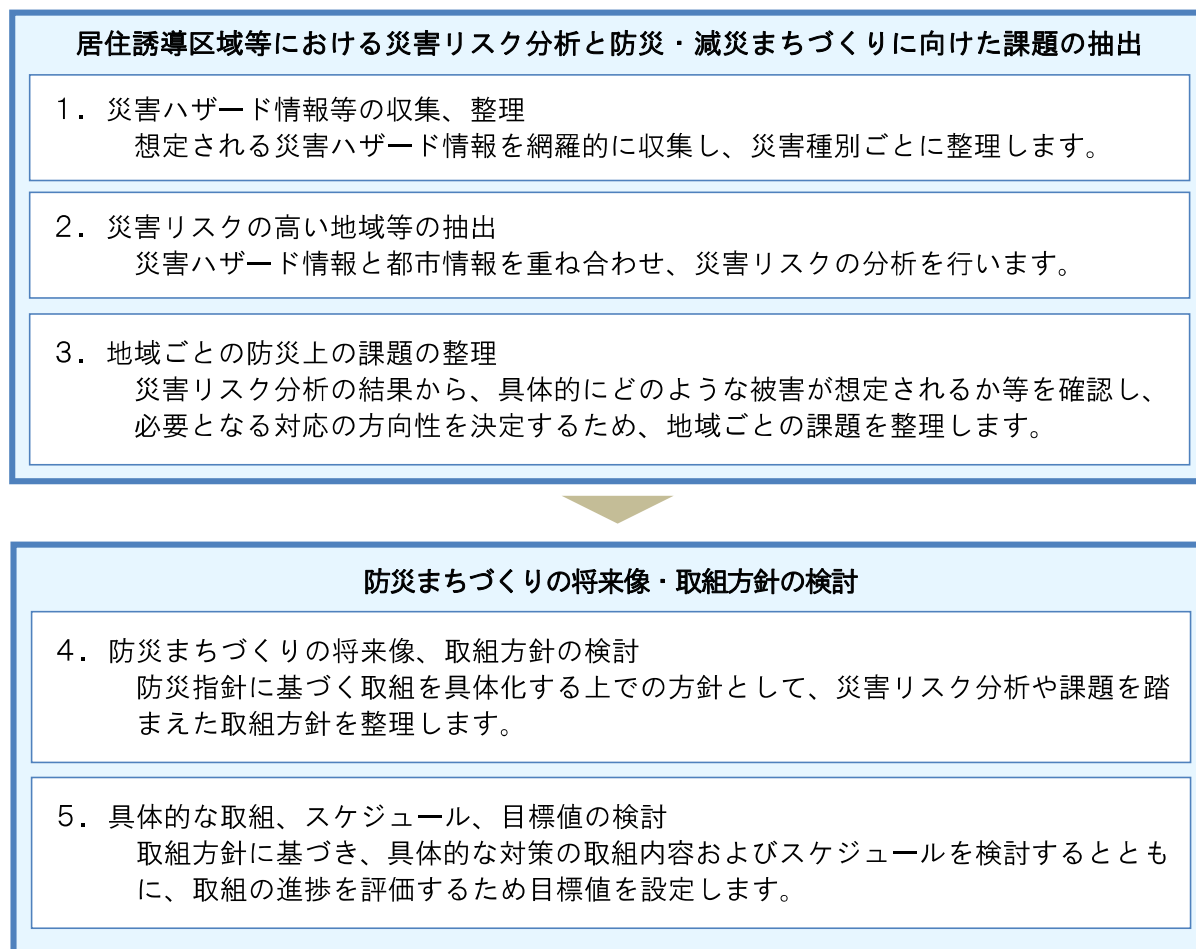 居住誘導区域等における災害リスク分析と防災・減災まちづくりに向けた課題の抽出
１．災害ハザード情報等の収集、整理
想定される災害ハザード情報を網羅的に収集し、災害種別ごとに整理します。
２．災害リスクの高い地域等の抽出
災害ハザード情報と都市情報を重ね合わせ、災害リスクの分析を行います。
３．地域ごとの防災上の課題の整理
災害リスク分析の結果から、具体的にどのような被害が想定されるか等を確認し、
必要となる対応の方向性を決定するため、地域ごとの課題を整理します。
防災まちづくりの将来像・取組方針の検討
４．防災まちづくりの将来像、取組方針の検討
防災指針に基づく取組を具体化する上での方針として、災害リスク分析や課題を踏
まえた取組方針を整理します。
５．具体的な取組、スケジュール、目標値の検討
取組方針に基づき、具体的な対策の取組内容およびスケジュールを検討するととも
に、取組の進捗を評価するため目標値を設定します。